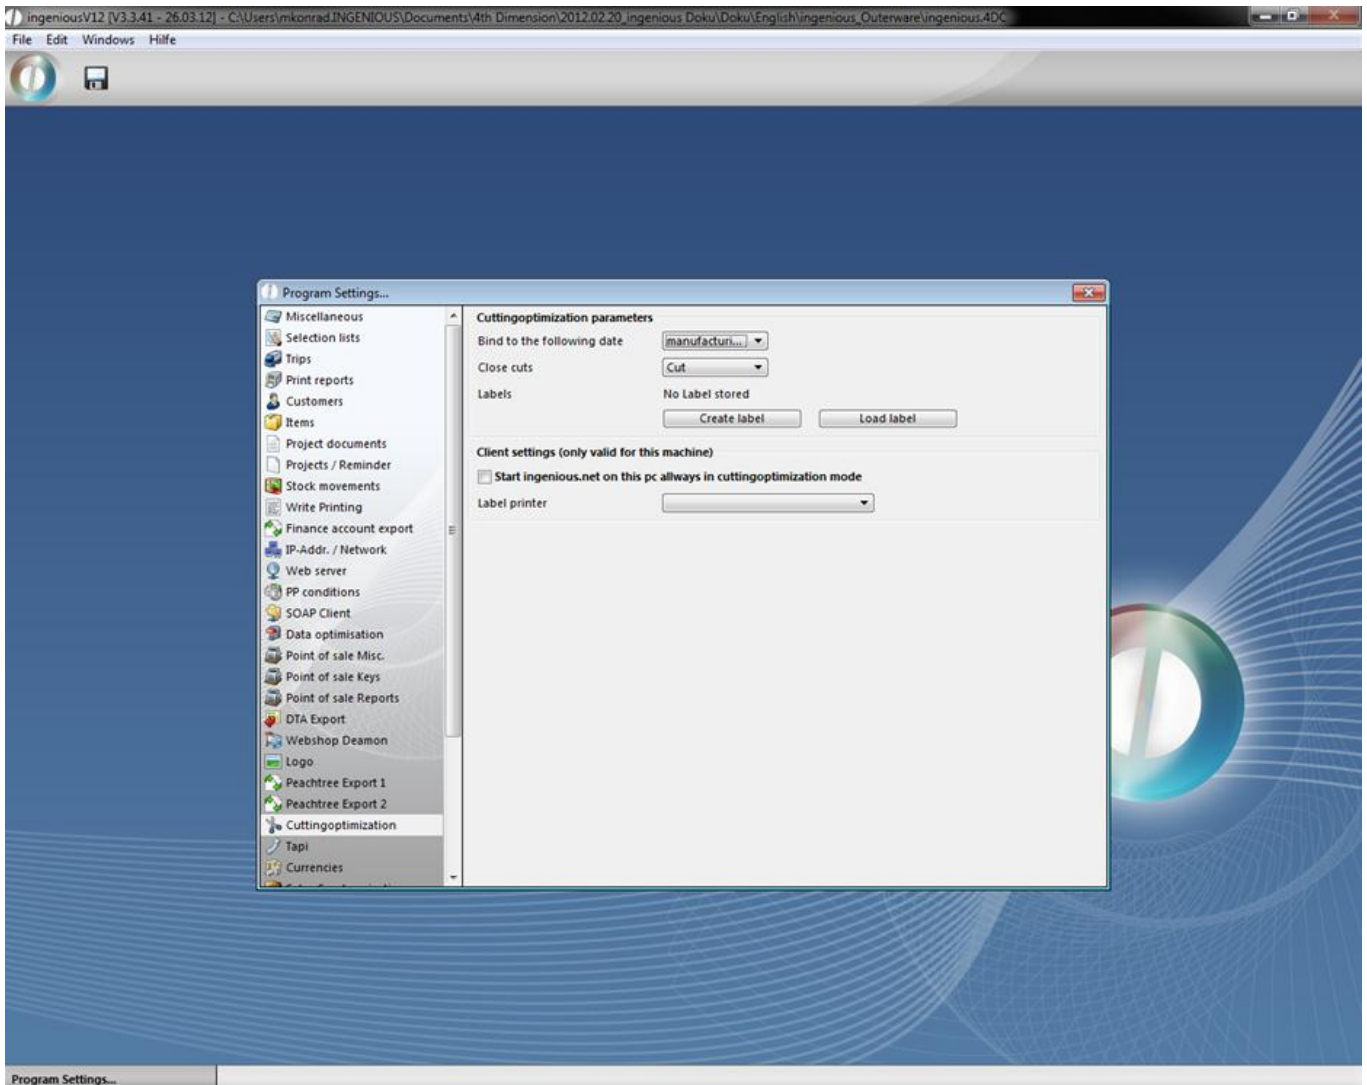 ingeniousV12 [V3.3.41 - 26.03.12] - C:\Users\mkonrad.INGENIOUS\Documents\4th Dimension\2012.02.20_ingenious Doku\Doku\English\ingenious_Outerware\ingenious.4DC
File Edit Windows Hilfe
Program Settings...
Miscellaneous
Selection lists
Trips
Print reports
Customers
Items
Project documents
Projects / Reminder
Stock movements
Write Printing
Finance account export
IP-Addr. / Network
Web server
PP conditions
SOAP Client
Data optimisation
Point of sale Misc.
Point of sale Keys
Point of sale Reports
DTA Export
Webshop Deamon
Logo
Peachtree Export 1
Peachtree Export 2
Cuttingoptimization
Tapi
Currencies
Cuttingoptimization parameters
Bind to the following date manufacturi...
Close cuts Cut
Labels No Label stored
Create label Load label
Client settings (only valid for this machine)
Start ingenious.net on this pc allways in cuttingoptimization mode
Label printer
Program Settings...